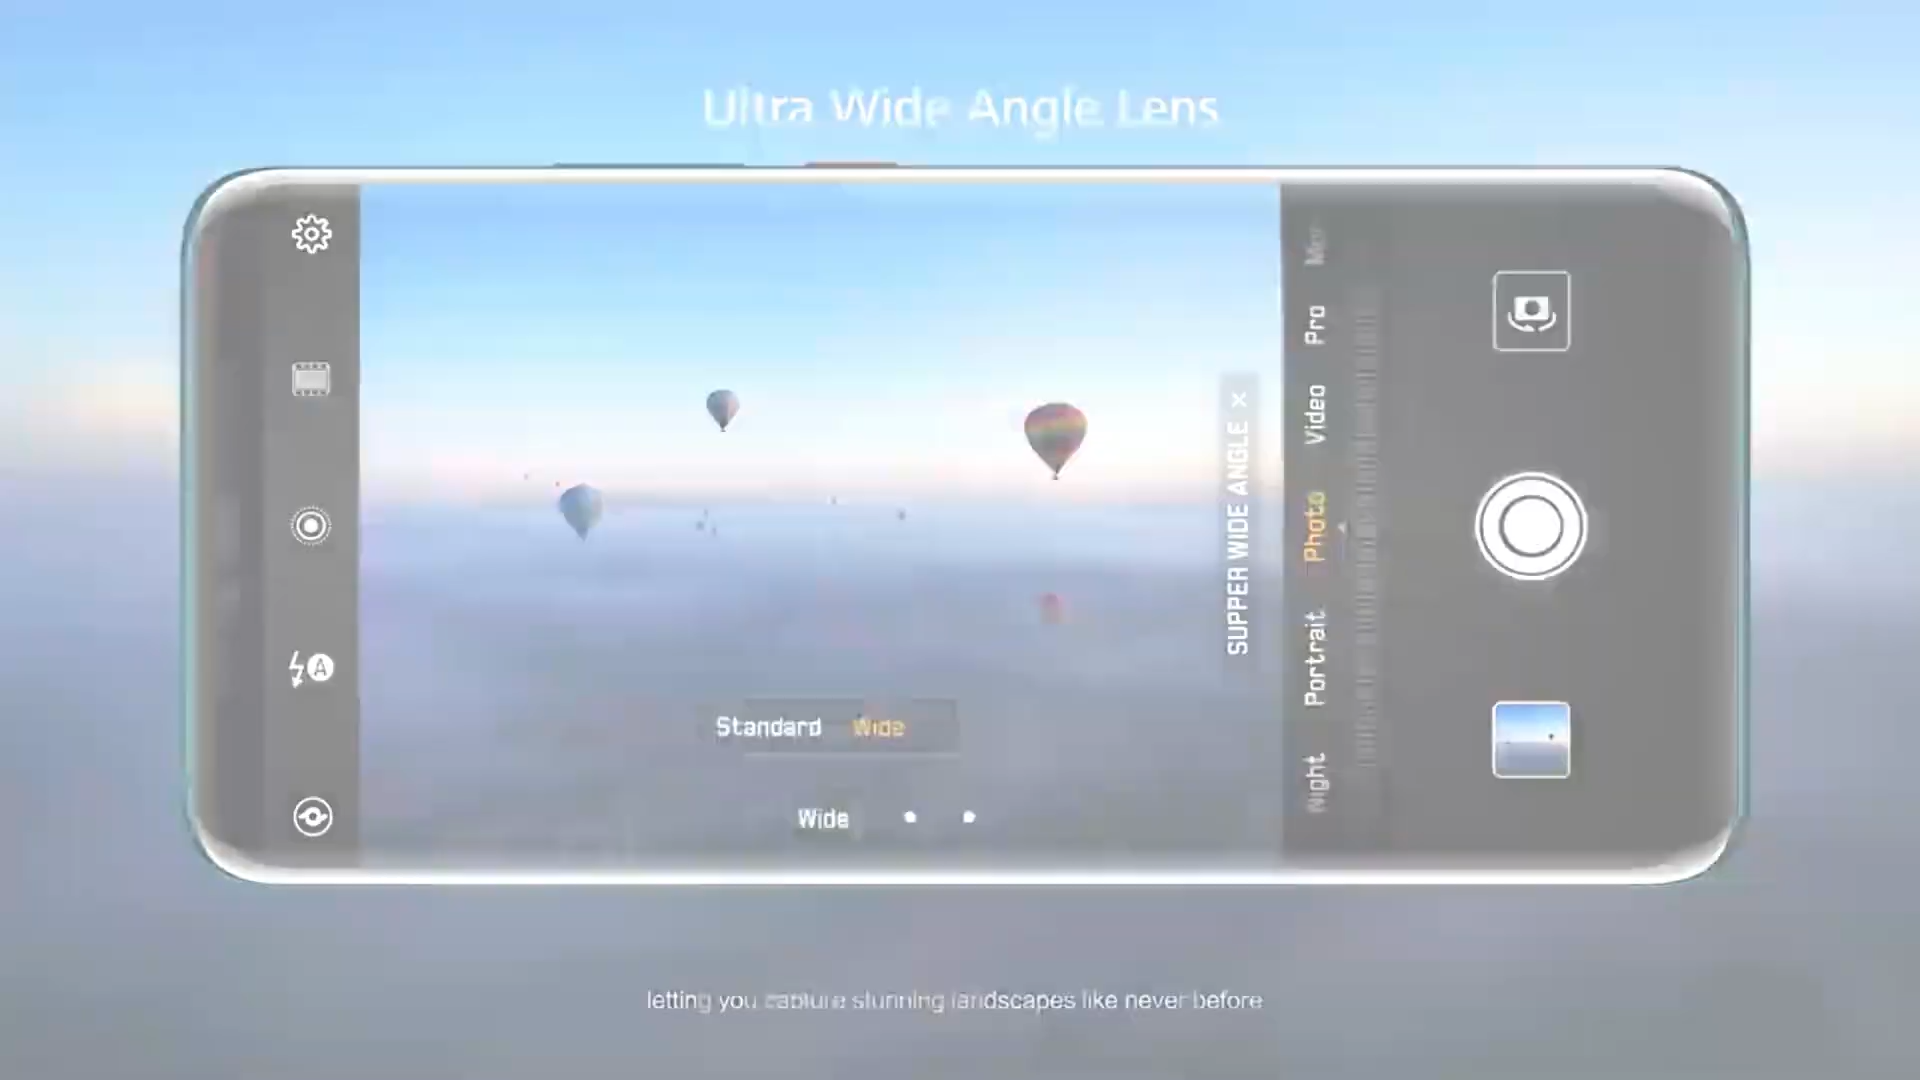 Ultra Wide Angle Lens
A
SUPPER WIDE ANGLE ×
Pro
Video
Photo
Portrait
Night
Standard Wide
Wide
letting you capture stunning landscapes like never before